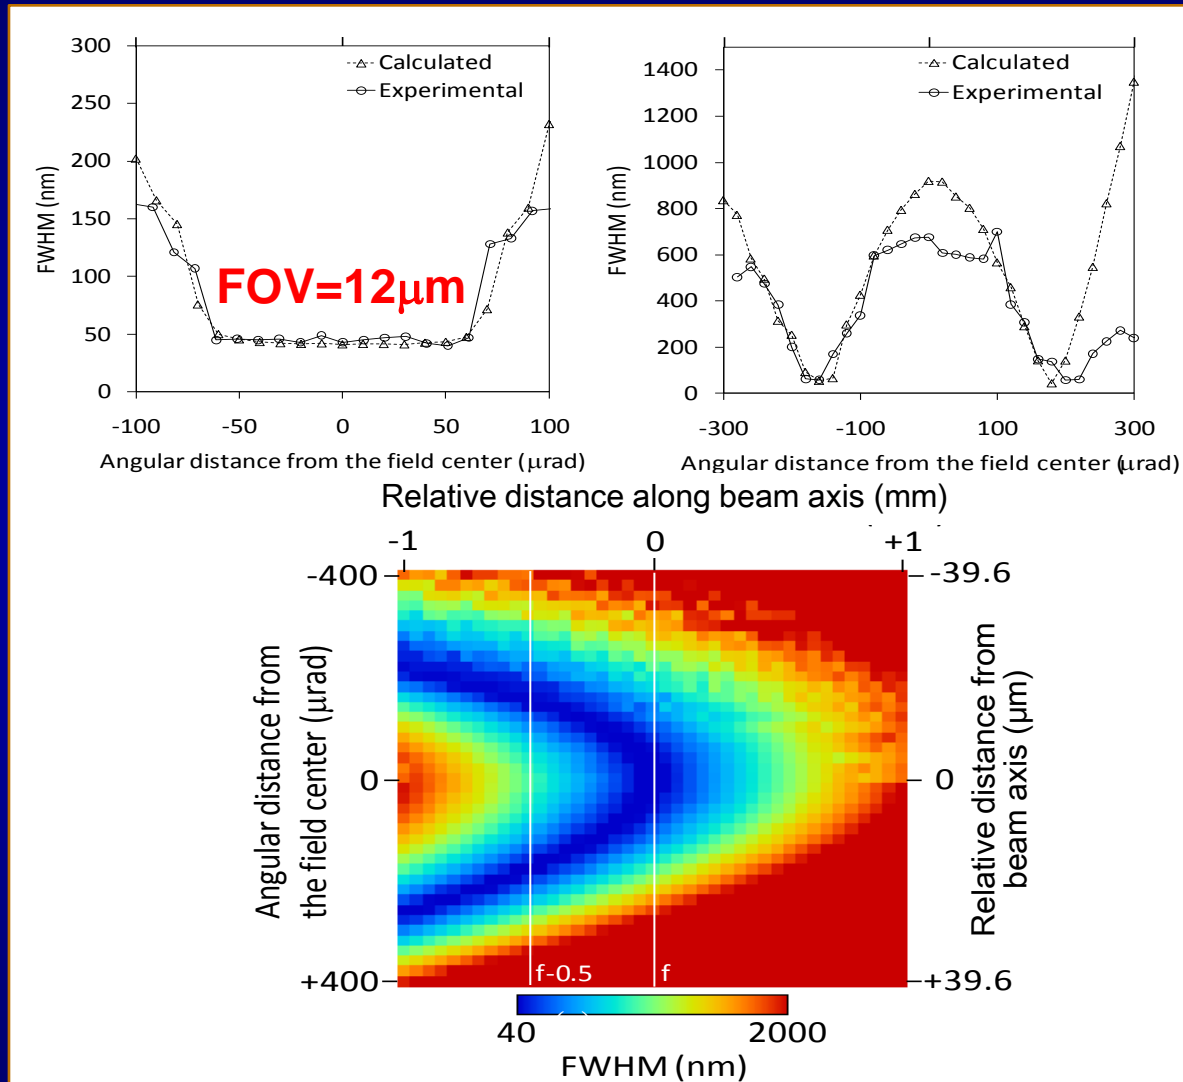 300
250
200
150
100
50
0
FWHM (nm)
Calculated
Experimental
FOV=12μm
-100 -50 0 50 100
Angular distance from the field center (μrad)
1400
1200
1000
800
600
400
200
0
FWHM (nm)
Calculated
Experimental
-300 -100 100 300
Angular distance from the field center (μrad)
Relative distance along beam axis (mm)
-1 0 +1
-400
0
+400
Angular distance from
the field center (μrad)
-39.6
0
+39.6
Relative distance from
beam axis (μm)
f-0.5 f
40 2000
FWHM (nm)